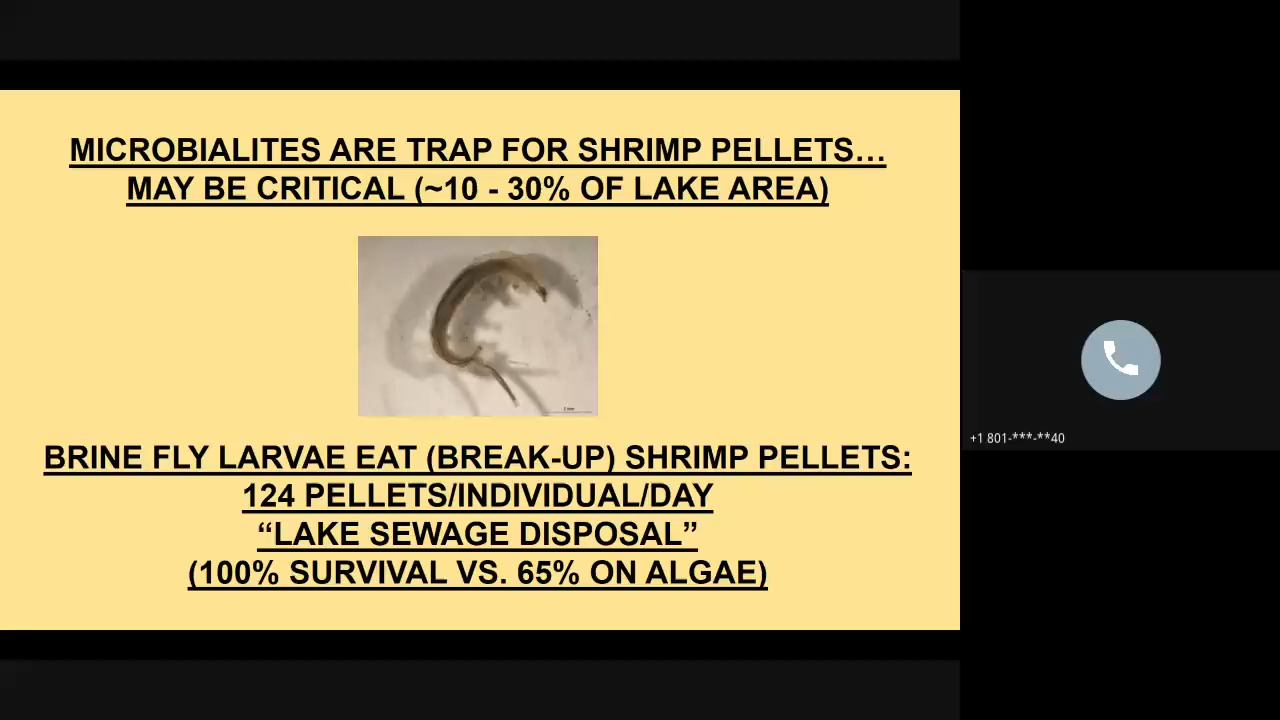 MICROBIALITES ARE TRAP FOR SHRIMP PELLETS…
MAY BE CRITICAL (~10 - 30% OF LAKE AREA)
BRINE FLY LARVAE EAT (BREAK-UP) SHRIMP PELLETS:
124 PELLETS/INDIVIDUAL/DAY
“LAKE SEWAGE DISPOSAL”
(100% SURVIVAL VS. 65% ON ALGAE)
+1 801-***-**40